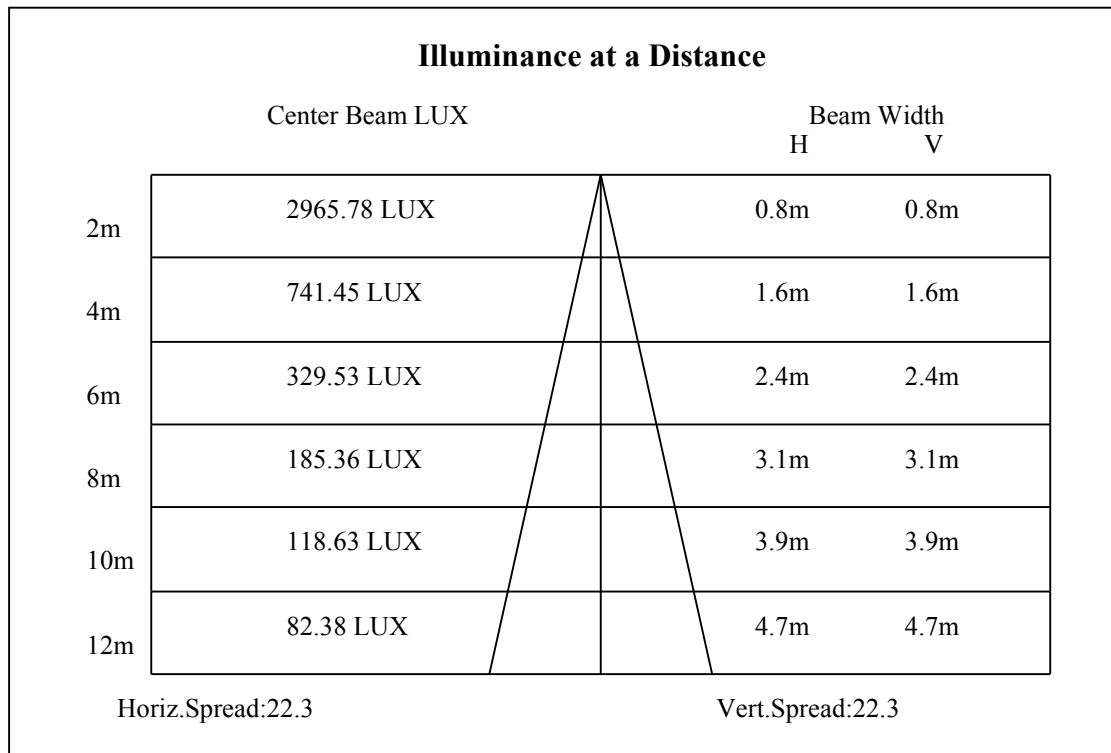 Illuminance at a Distance
Center Beam LUX Beam Width
H V
2m 2965.78 LUX 0.8m 0.8m
4m 741.45 LUX 1.6m 1.6m
6m 329.53 LUX 2.4m 2.4m
8m 185.36 LUX 3.1m 3.1m
10m 118.63 LUX 3.9m 3.9m
12m 82.38 LUX 4.7m 4.7m
Horiz.Spread:22.3 Vert.Spread:22.3